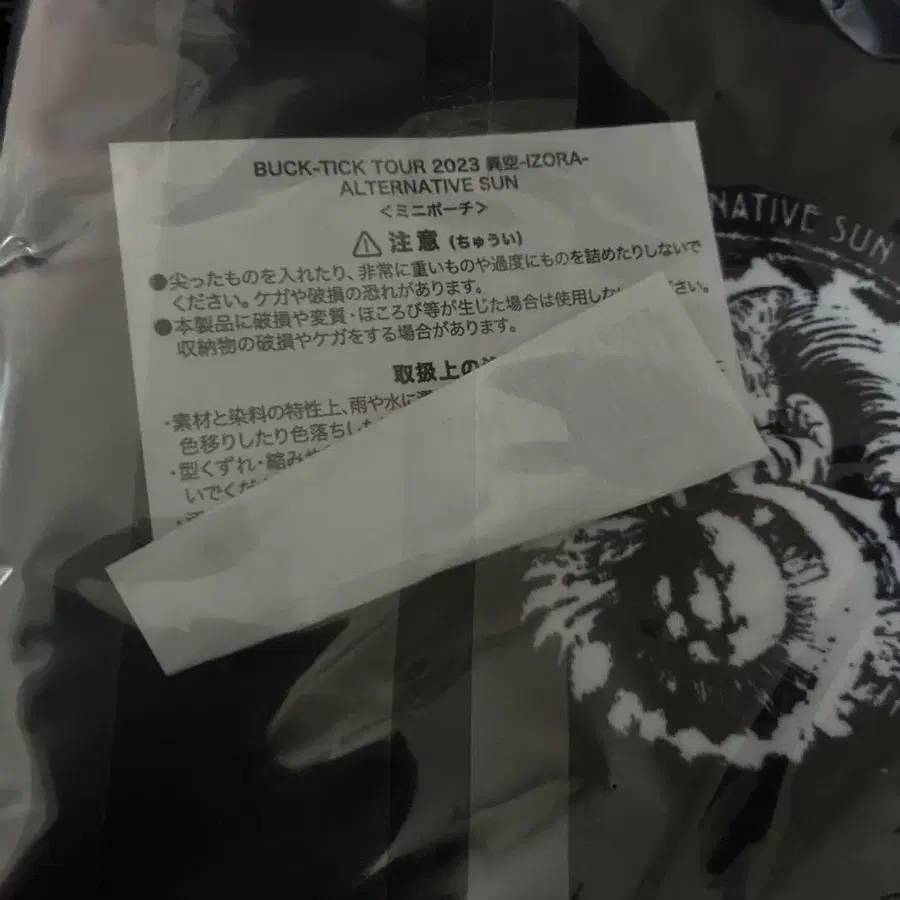 BUCK-TICK TOUR 2023 異空-IZORA-
ALTERNATIVE SUN
<ミニポーチ>
⚠ 注意 (ちゅうい)
●尖ったものを入れたり、非常に重いものや過度にものを詰めたりしないで
ください。ケガや破損の恐れがあります。
●本製品に破損や変質・ほころび等が生じた場合は使用しな
さい。
収納物の破損やケガをする場合があります。
取扱上の
・素材と染料の特性上、雨や水に
色移りしたり色落ちした
・型くずれ・縮み
いでくだ
NATIVE SUN